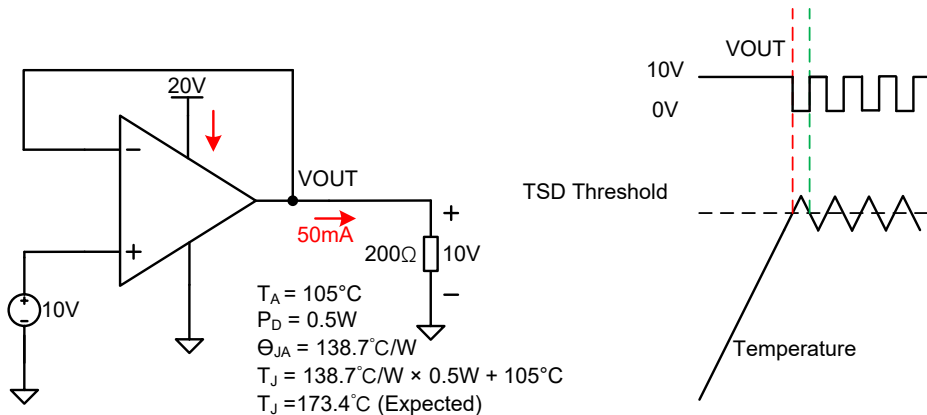 20V
−
VOUT
50mA
+
+
200Ω
10V
−
10V
T_A = 105°C
P_D = 0.5W
Θ_JA = 138.7°C/W
T_J = 138.7°C/W × 0.5W + 105°C
T_J =173.4°C (Expected)
VOUT
10V
0V
TSD Threshold
Temperature